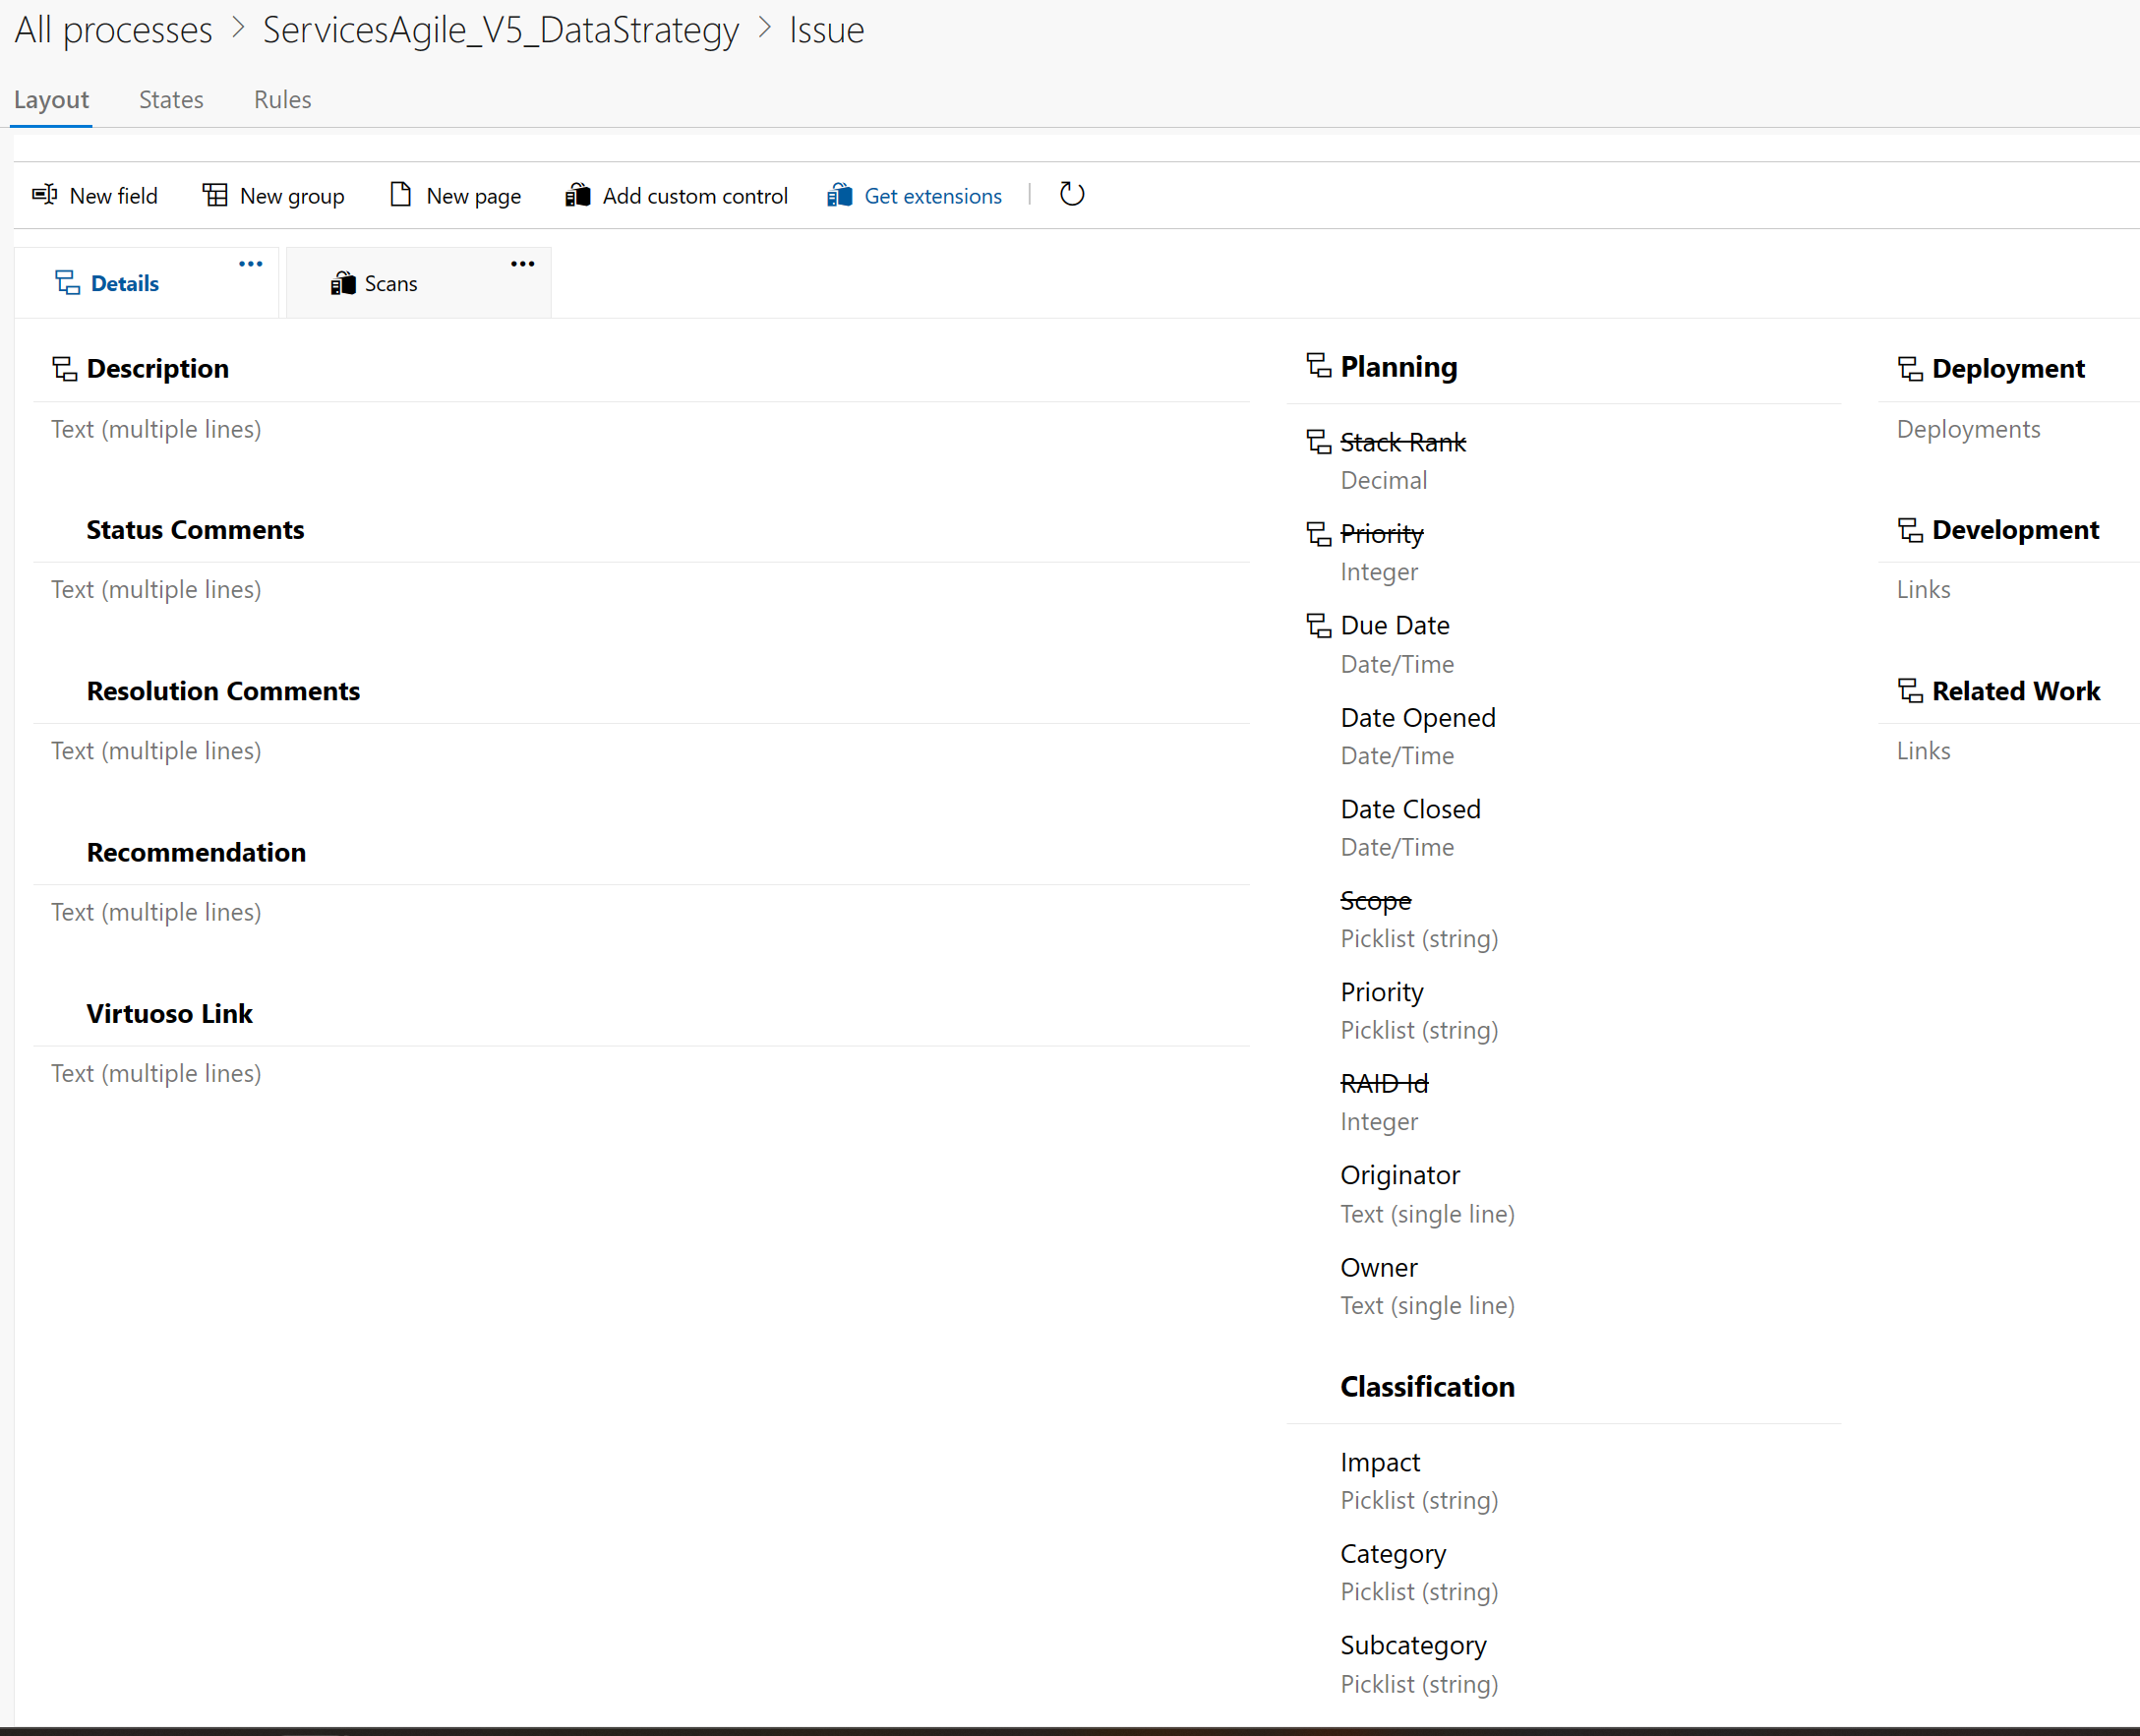 All processes > ServicesAgile_V5_DataStrategy > Issue
Layout States Rules
New field New group New page Add custom control Get extensions
Details Scans
Description
Text (multiple lines)
Status Comments
Text (multiple lines)
Resolution Comments
Text (multiple lines)
Recommendation
Text (multiple lines)
Virtuoso Link
Text (multiple lines)
Planning
Stack Rank
Decimal
Priority
Integer
Due Date
Date/Time
Date Opened
Date/Time
Date Closed
Date/Time
Scope
Picklist (string)
Priority
Picklist (string)
RAID Id
Integer
Originator
Text (single line)
Owner
Text (single line)
Classification
Impact
Picklist (string)
Category
Picklist (string)
Subcategory
Picklist (string)
Deployment
Deployments
Development
Links
Related Work
Links